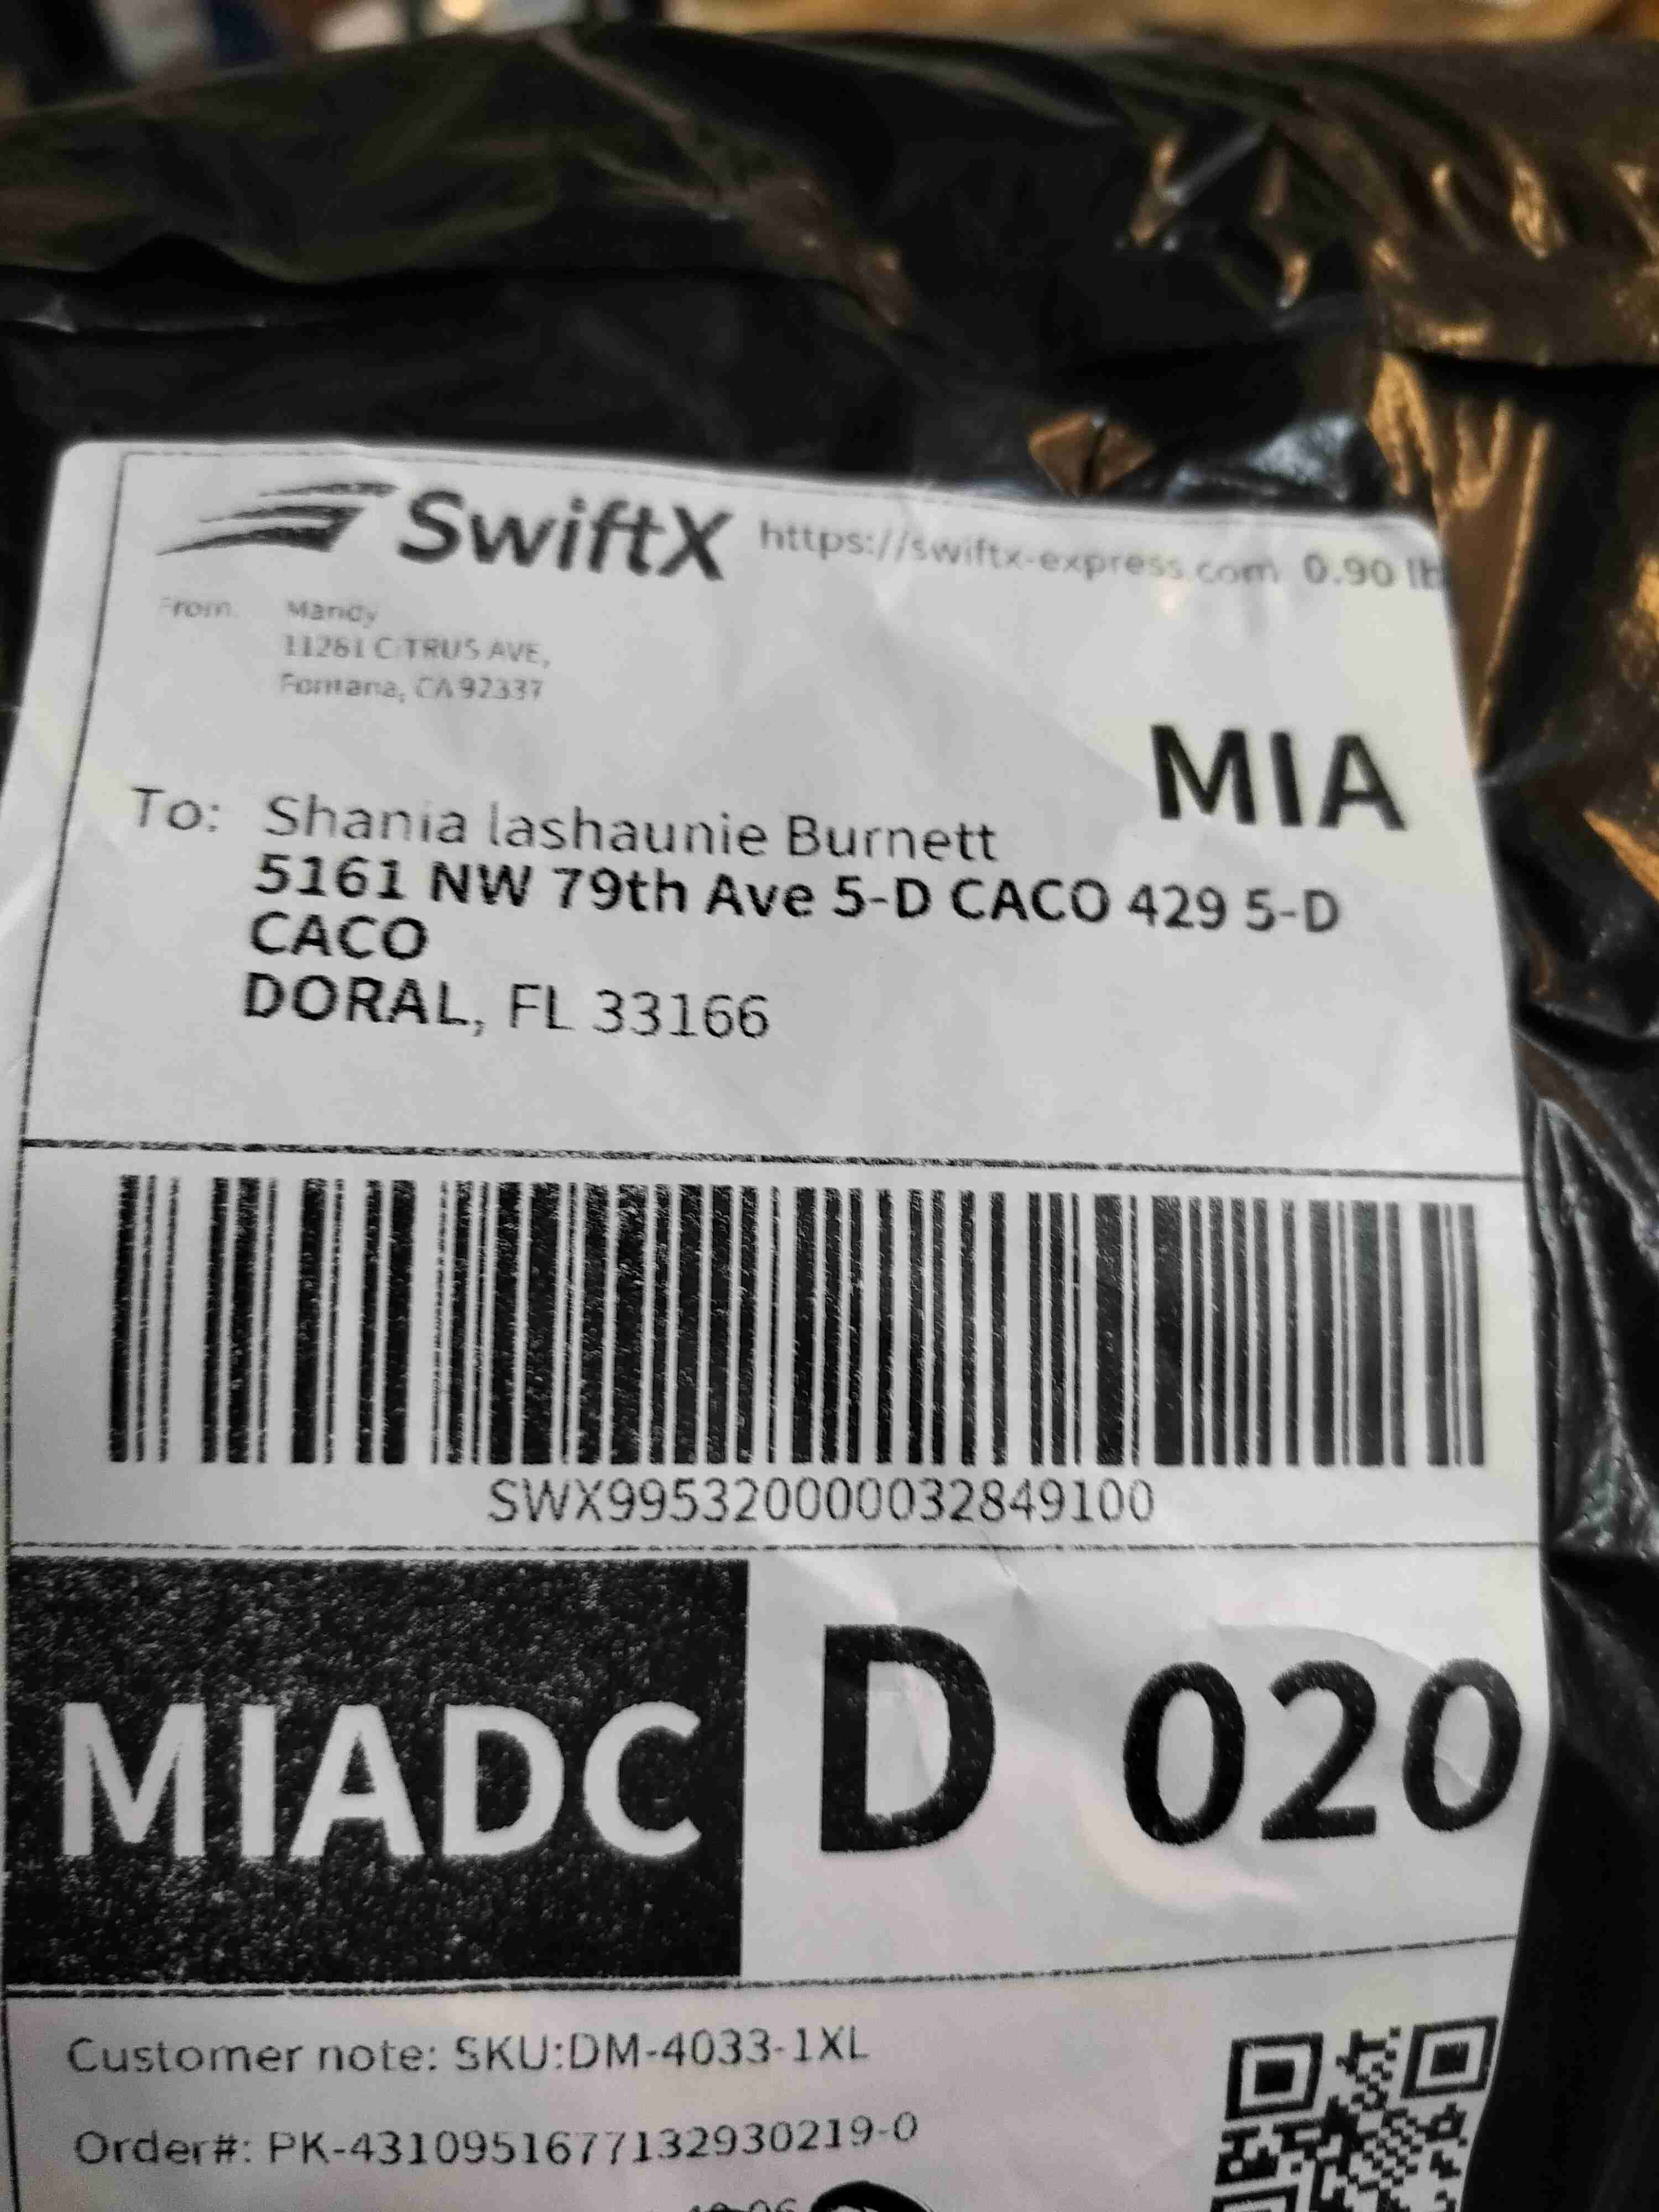 SwiftX https://swiftx-express.com 0.90 lb
From: Mandy
11261 CITRUS AVE,
Fontana, CA 92337
MIA
To: Shania lashaunie Burnett
5161 NW 79th Ave 5-D CACO 429 5-D
CACO
DORAL, FL 33166
SWX995320000032849100
MIADC D 020
Customer note: SKU:DM-4033-1XL
Order#: PK-4310951677132930219-0